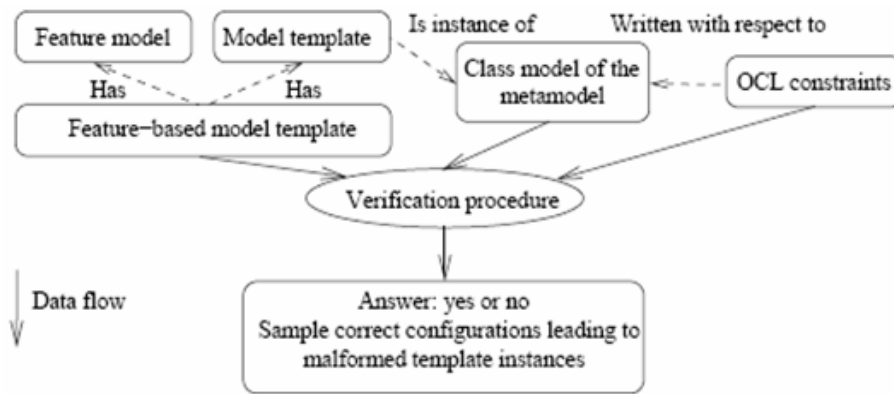 Is instance of
Written with respect to
Feature model
Model template
Class model of the
metamodel
OCL constraints
Has
Has
Feature-based model template
Verification procedure
Data flow
Answer: yes or no
Sample correct configurations leading to
malformed template instances